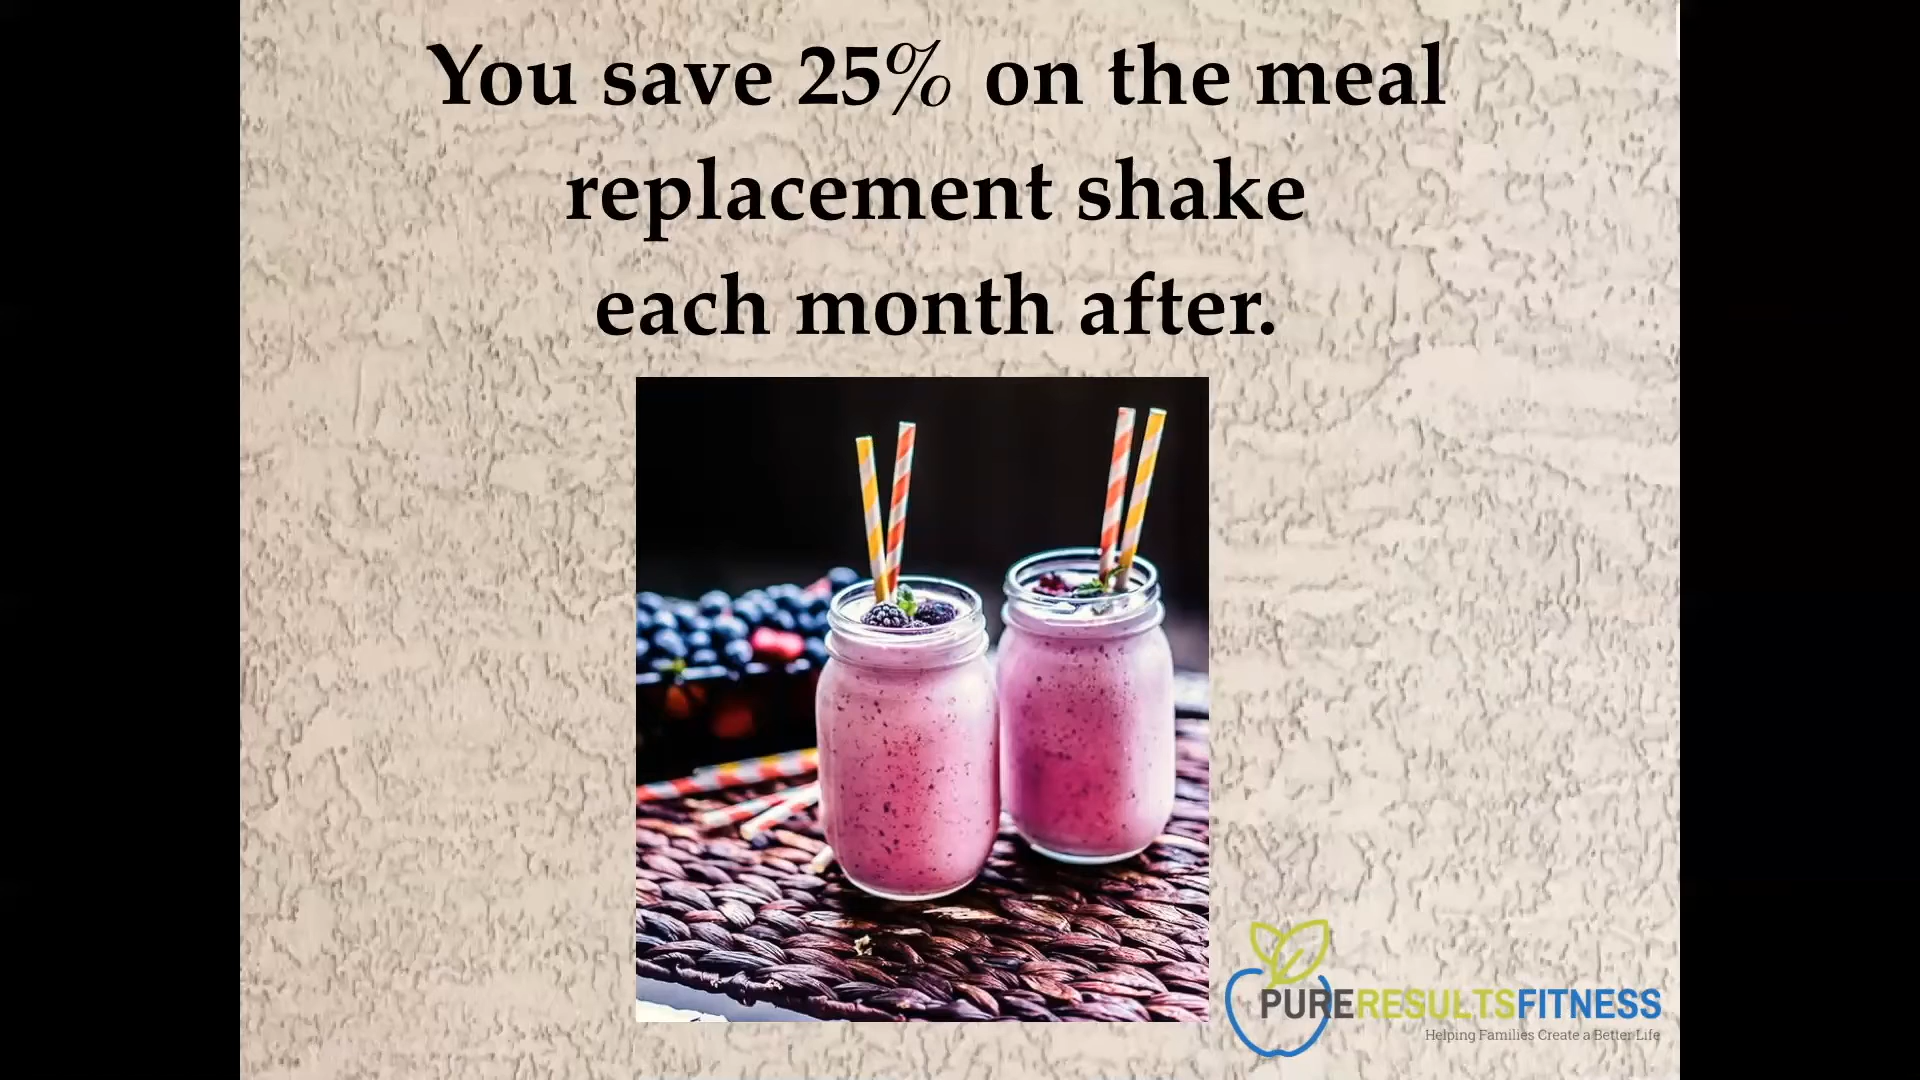 You save 25% on the meal
replacement shake
each month after.
PURERESULTSFITNESS
Helping Families Create a Better Life